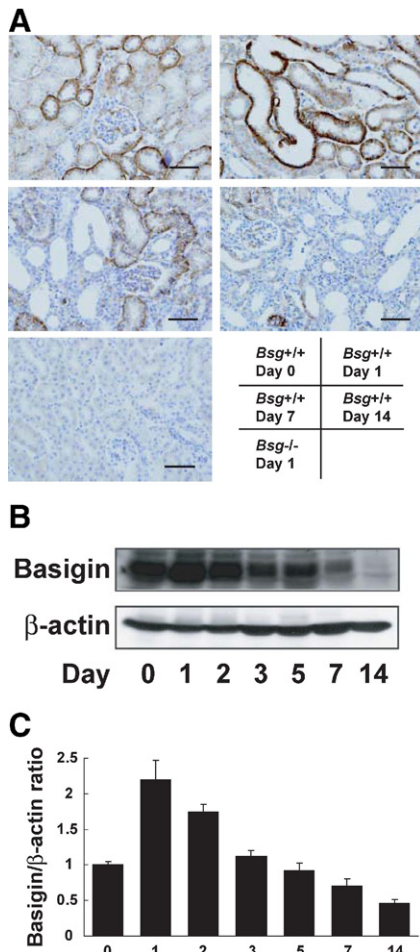 A
Bsg+/+ Bsg+/+
Day 0 Day 1
Bsg+/+ Bsg+/+
Day 7 Day 14
Bsg-/-
Day 1
B
Basigin
β-actin
Day 0 1 2 3 5 7 14
C
Basigin/β-actin ratio
2.5
2
1.5
1
0.5
0
0 1 2 3 5 7 14